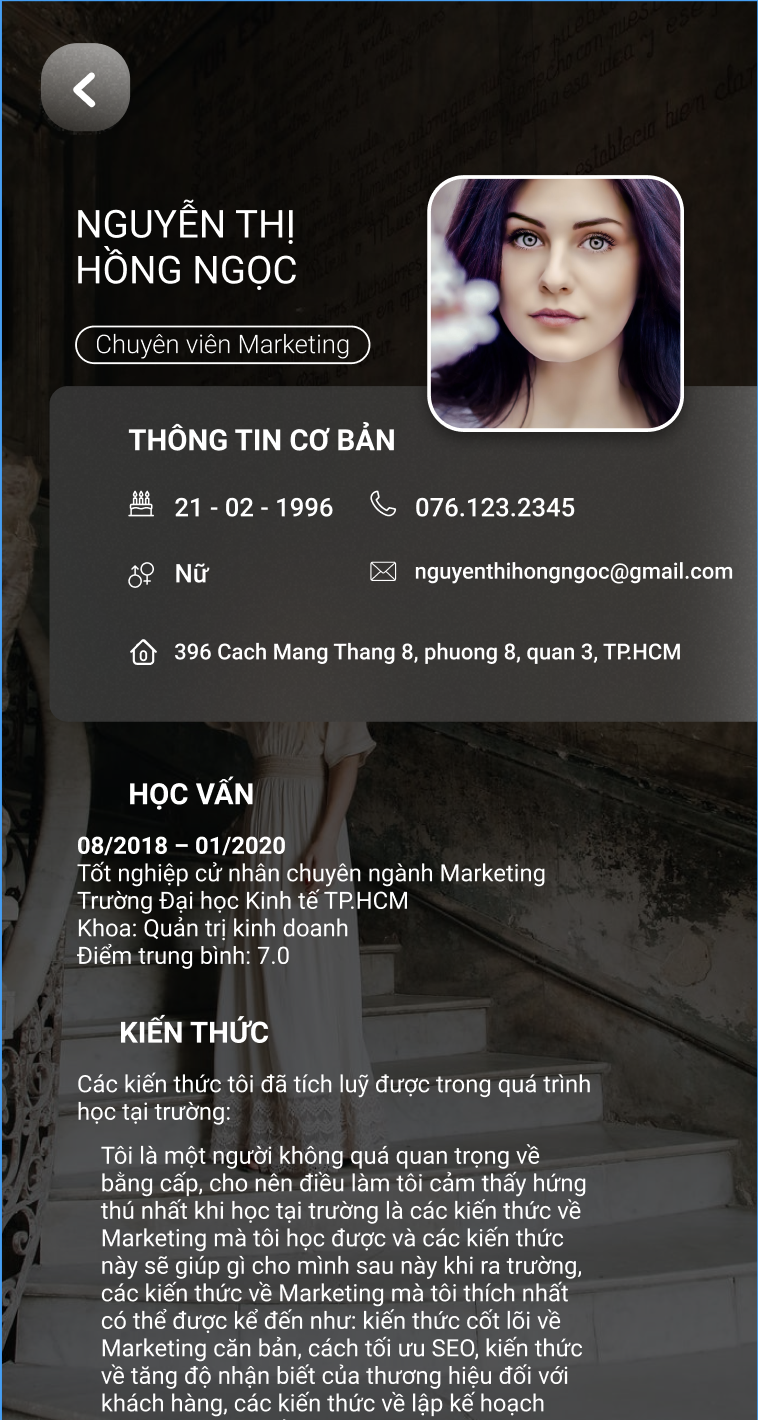 NGUYỄN THỊ
HỒNG NGỌC
Chuyên viên Marketing
THÔNG TIN CƠ BẢN
21 - 02 - 1996
076.123.2345
Nữ
nguyenthihongngoc@gmail.com
396 Cach Mang Thang 8, phuong 8, quan 3, TP.HCM
HỌC VẤN
08/2018 – 01/2020
Tốt nghiệp cử nhân chuyên ngành Marketing
Trường Đại học Kinh tế TP.HCM
Khoa: Quản trị kinh doanh
Điểm trung bình: 7.0
KIẾN THỨC
Các kiến thức tôi đã tích luỹ được trong quá trình
học tại trường:
Tôi là một người không quá quan trọng về
bằng cấp, cho nên điều làm tôi cảm thấy hứng
thú nhất khi học tại trường là các kiến thức về
Marketing mà tôi học được và các kiến thức
này sẽ giúp gì cho mình sau này khi ra trường,
các kiến thức về Marketing mà tôi thích nhất
có thể được kể đến như: kiến thức cốt lõi về
Marketing căn bản, cách tối ưu SEO, kiến thức
về tăng độ nhận biết của thương hiệu đối với
khách hàng, các kiến thức về lập kế hoạch